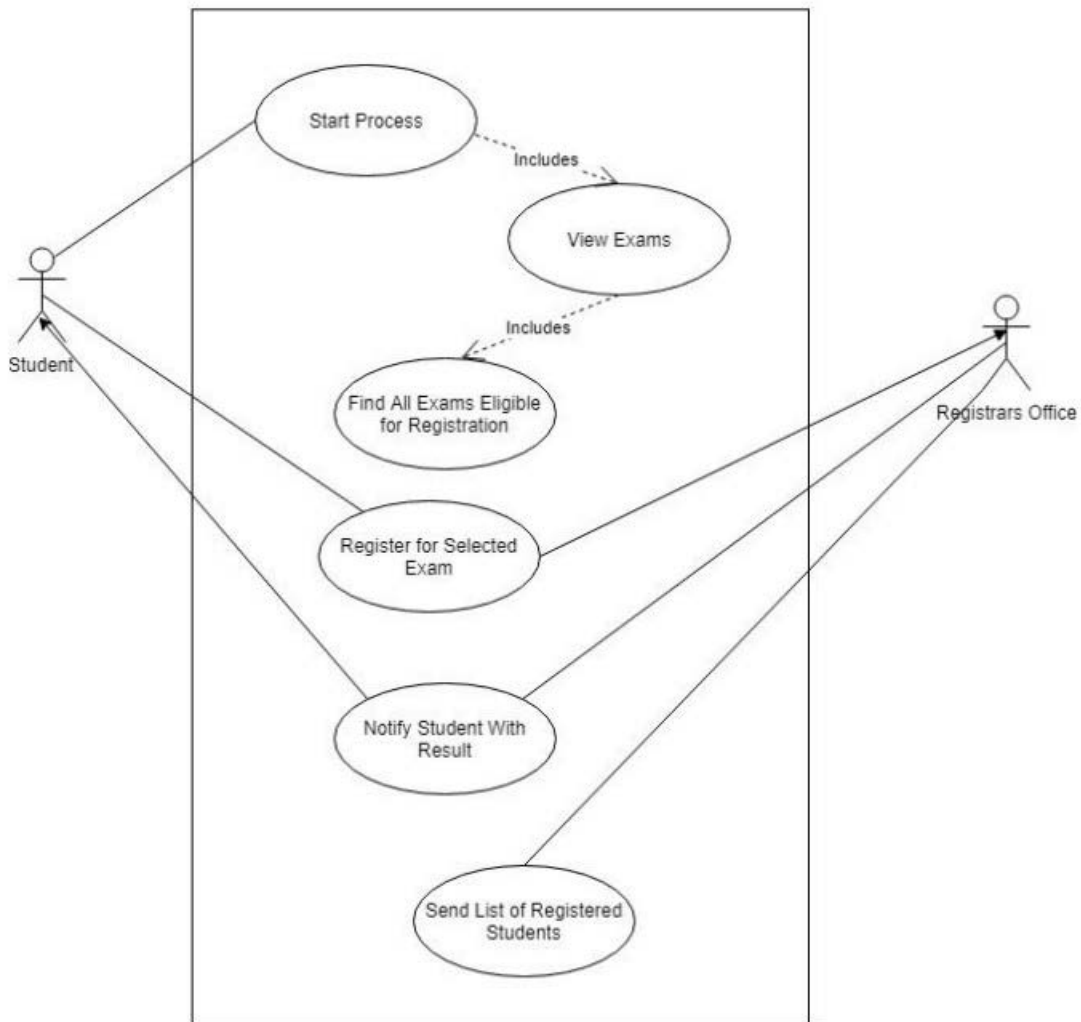 Start Process
Includes
View Exams
Includes
Student
Find All Exams Eligible
for Registration
Registrars Office
Register for Selected
Exam
Notify Student With
Result
Send List of Registered
Students